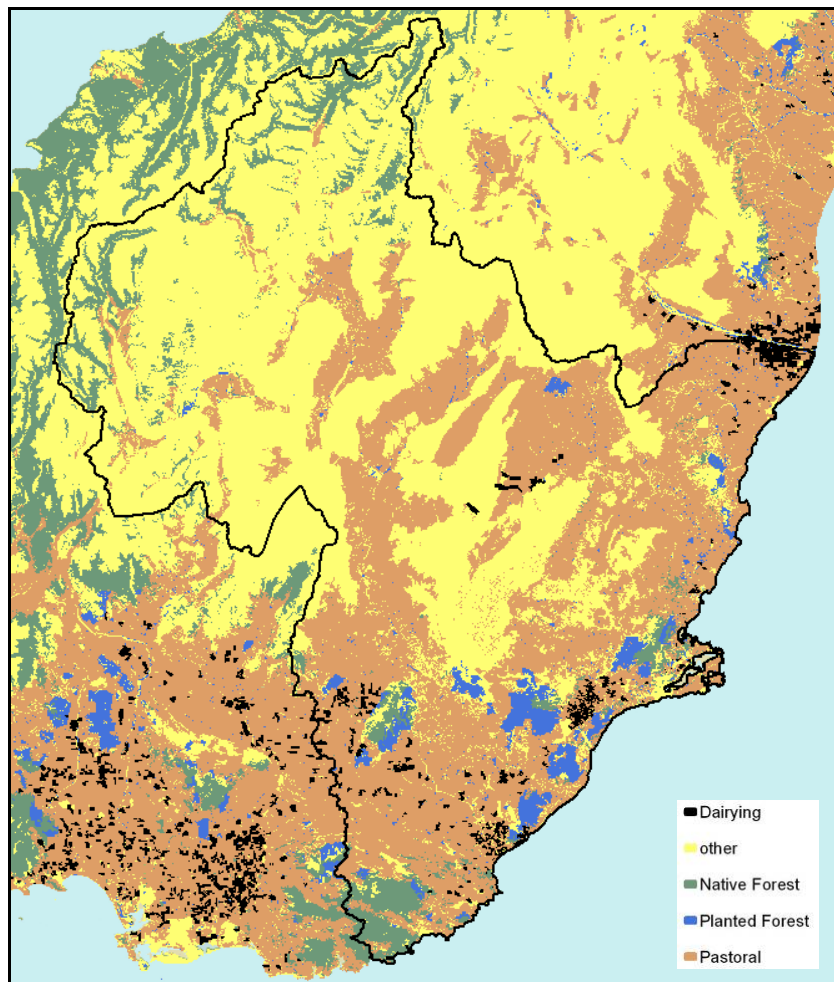 Dairying
other
Native Forest
Planted Forest
Pastoral